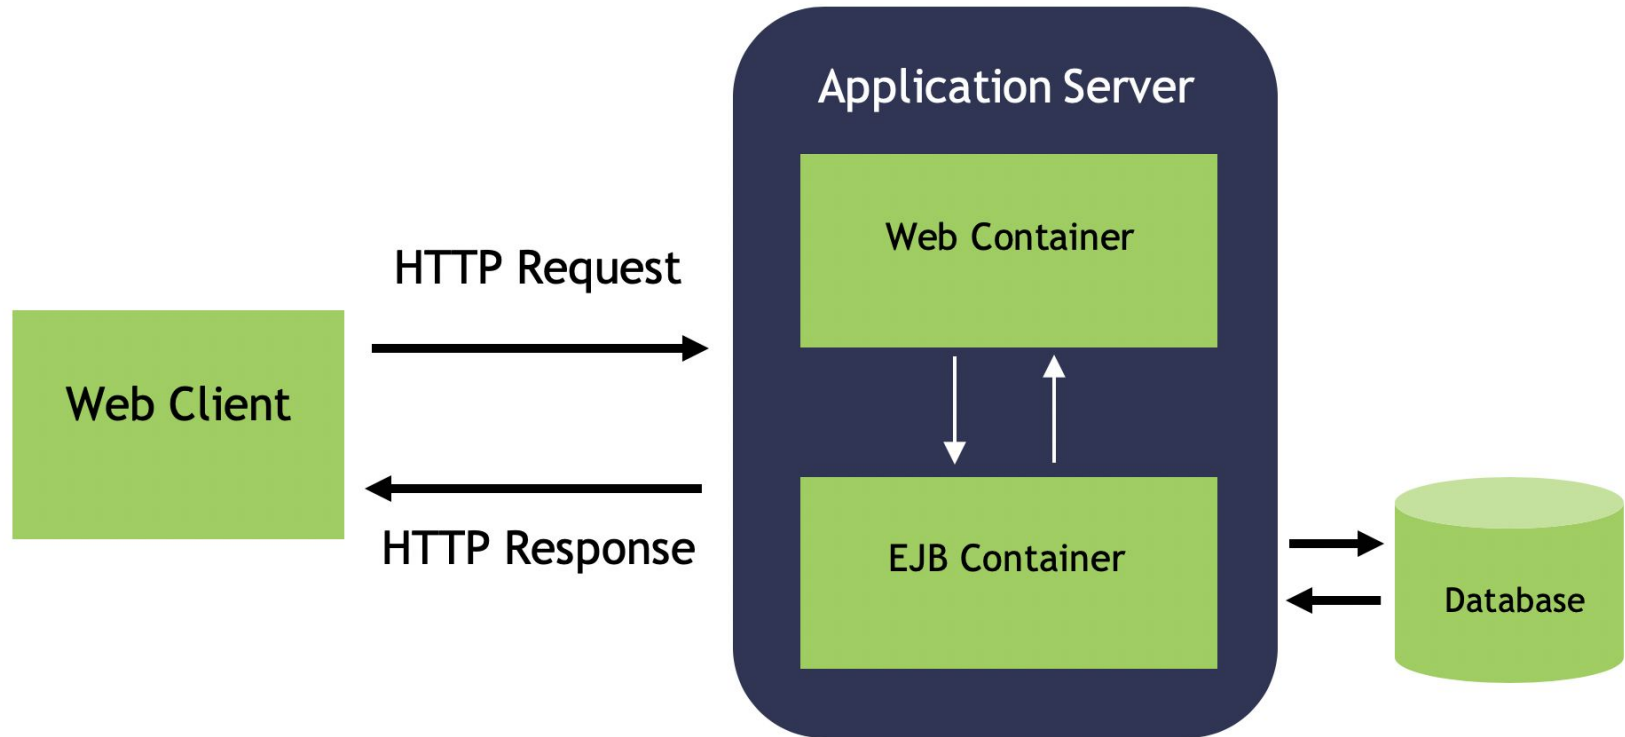 Application Server
Web Container
HTTP Request
Web Client
HTTP Response
EJB Container
Database